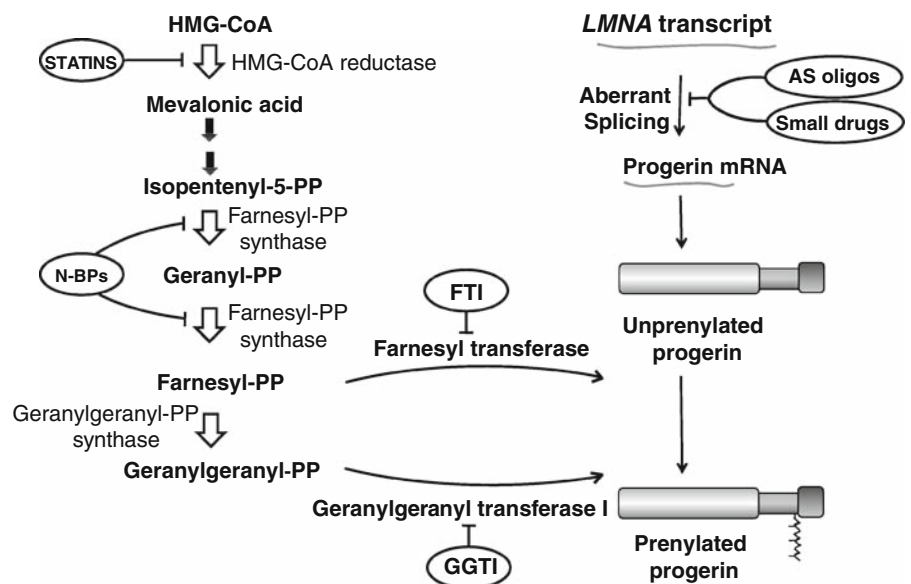 HMG-CoA
STATINS
HMG-CoA reductase
Mevalonic acid
Isopentenyl-5-PP
Farnesyl-PP
synthase
N-BPs
Geranyl-PP
Farnesyl-PP
synthase
Farnesyl-PP
Geranylgeranyl-PP
synthase
Geranylgeranyl-PP
FTI
Farnesyl transferase
Geranylgeranyl transferase I
GGTI
LMNA transcript
Aberrant
Splicing
AS oligos
Small drugs
Progerin mRNA
Unprenylated
progerin
Prenylated
progerin